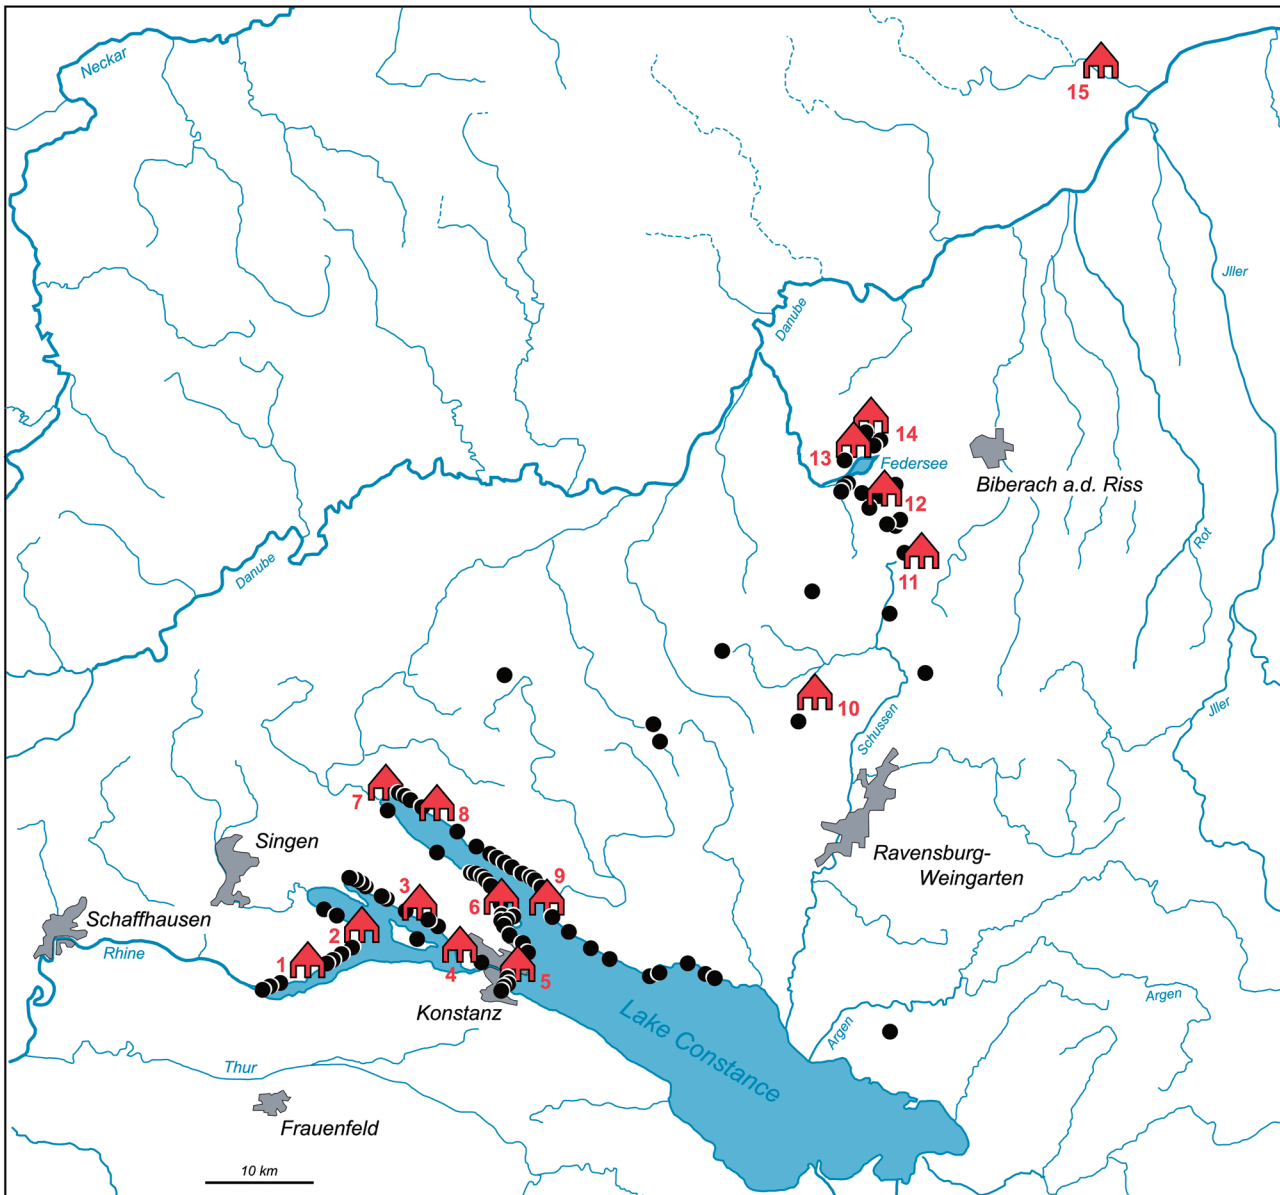 Neckar
15
Jller
Danube
14
13
Federsee
Biberach a.d. Riss
12
11
Rot
Danube
10
Jller
Schussen
7
8
Singen
Ravensburg-
Weingarten
9
3
6
Schaffhausen
2
Rhine
1
4
5
Argen
Konstanz
Lake Constance
Argen
Thur
Frauenfeld
10 km